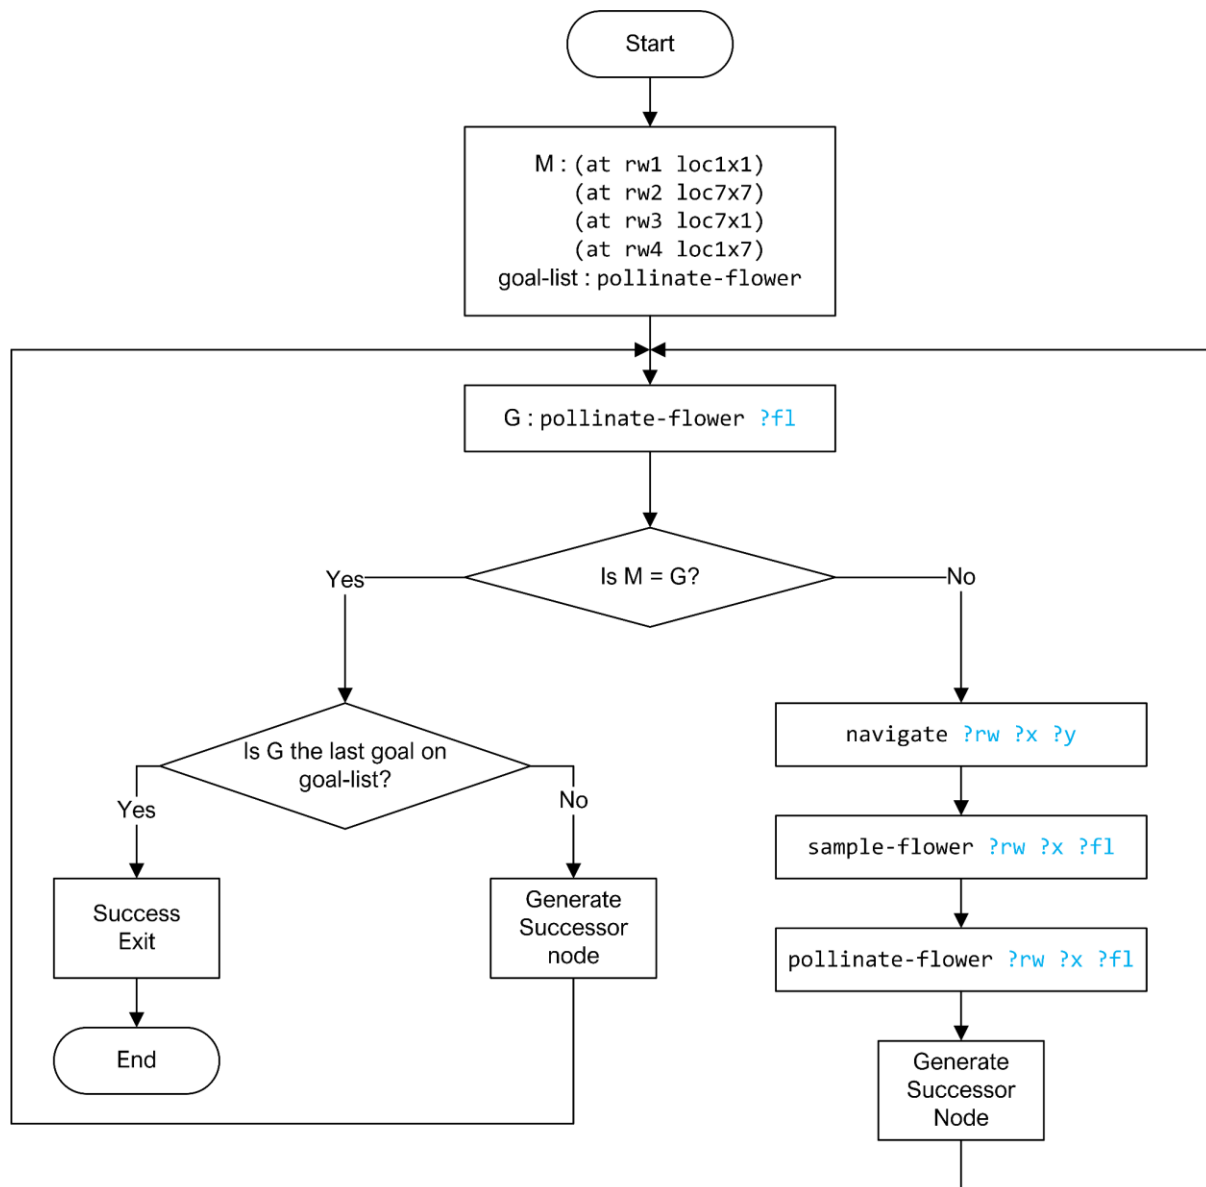 Start
M : (at rw1 loc1x1)
(at rw2 loc7x7)
(at rw3 loc7x1)
(at rw4 loc1x7)
goal-list : pollinate-flower
G : pollinate-flower ?fl
Is M = G?
Yes
No
Is G the last goal on
goal-list?
Yes
No
Success
Exit
End
Generate
Successor
node
navigate ?rw ?x ?y
sample-flower ?rw ?x ?fl
pollinate-flower ?rw ?x ?fl
Generate
Successor
Node